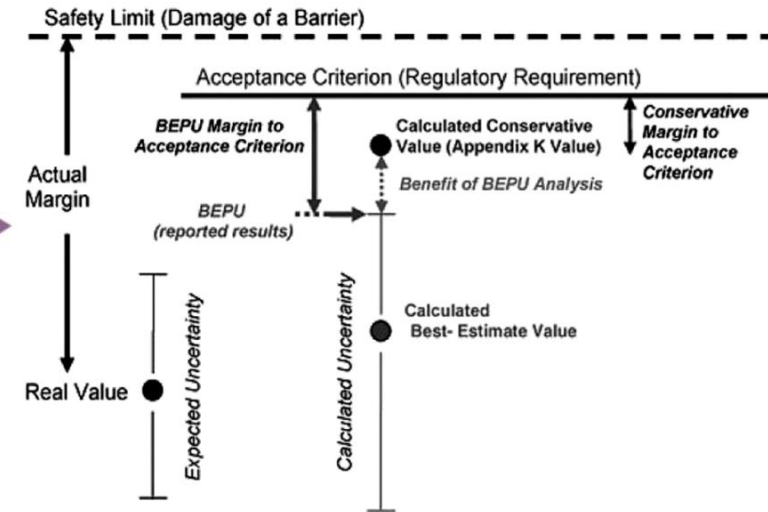 Safety Limit (Damage of a Barrier)
Acceptance Criterion (Regulatory Requirement)
BEPU Margin to
Acceptance Criterion
Calculated Conservative
Value (Appendix K Value)
Conservative
Margin to
Acceptance
Criterion
Actual
Margin
Benefit of BEPU Analysis
BEPU
(reported results)
Expected Uncertainty
Calculated Uncertainty
Calculated
Best- Estimate Value
Real Value